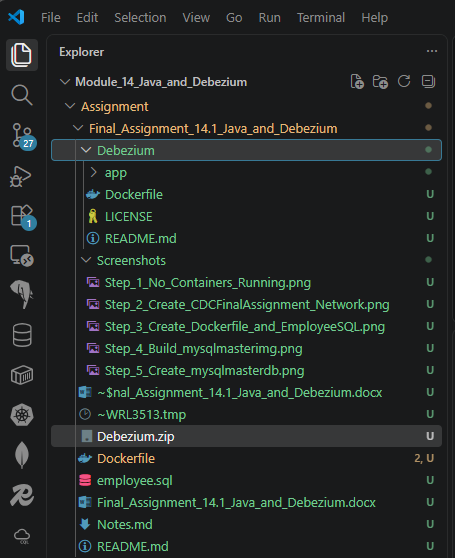 File Edit Selection View Go Run Terminal Help
Explorer
Module_14_Java_and_Debezium
Assignment
Final_Assignment_14.1_Java_and_Debezium
Debezium
app
Dockerfile U
LICENSE U
README.md U
Screenshots
Step_1_No_Containers_Running.png U
Step_2_Create_CDCFinalAssignment_Network.png U
Step_3_Create_Dockerfile_and_EmployeeSQL.png U
Step_4_Build_mysqlmasterimg.png U
Step_5_Create_mysqlmasterdb.png U
~$nal_Assignment_14.1_Java_and_Debezium.docx U
~WRL3513.tmp U
Debezium.zip U
Dockerfile 2, U
employee.sql U
Final_Assignment_14.1_Java_and_Debezium.docx U
Notes.md U
README.md U
27
1
CQL